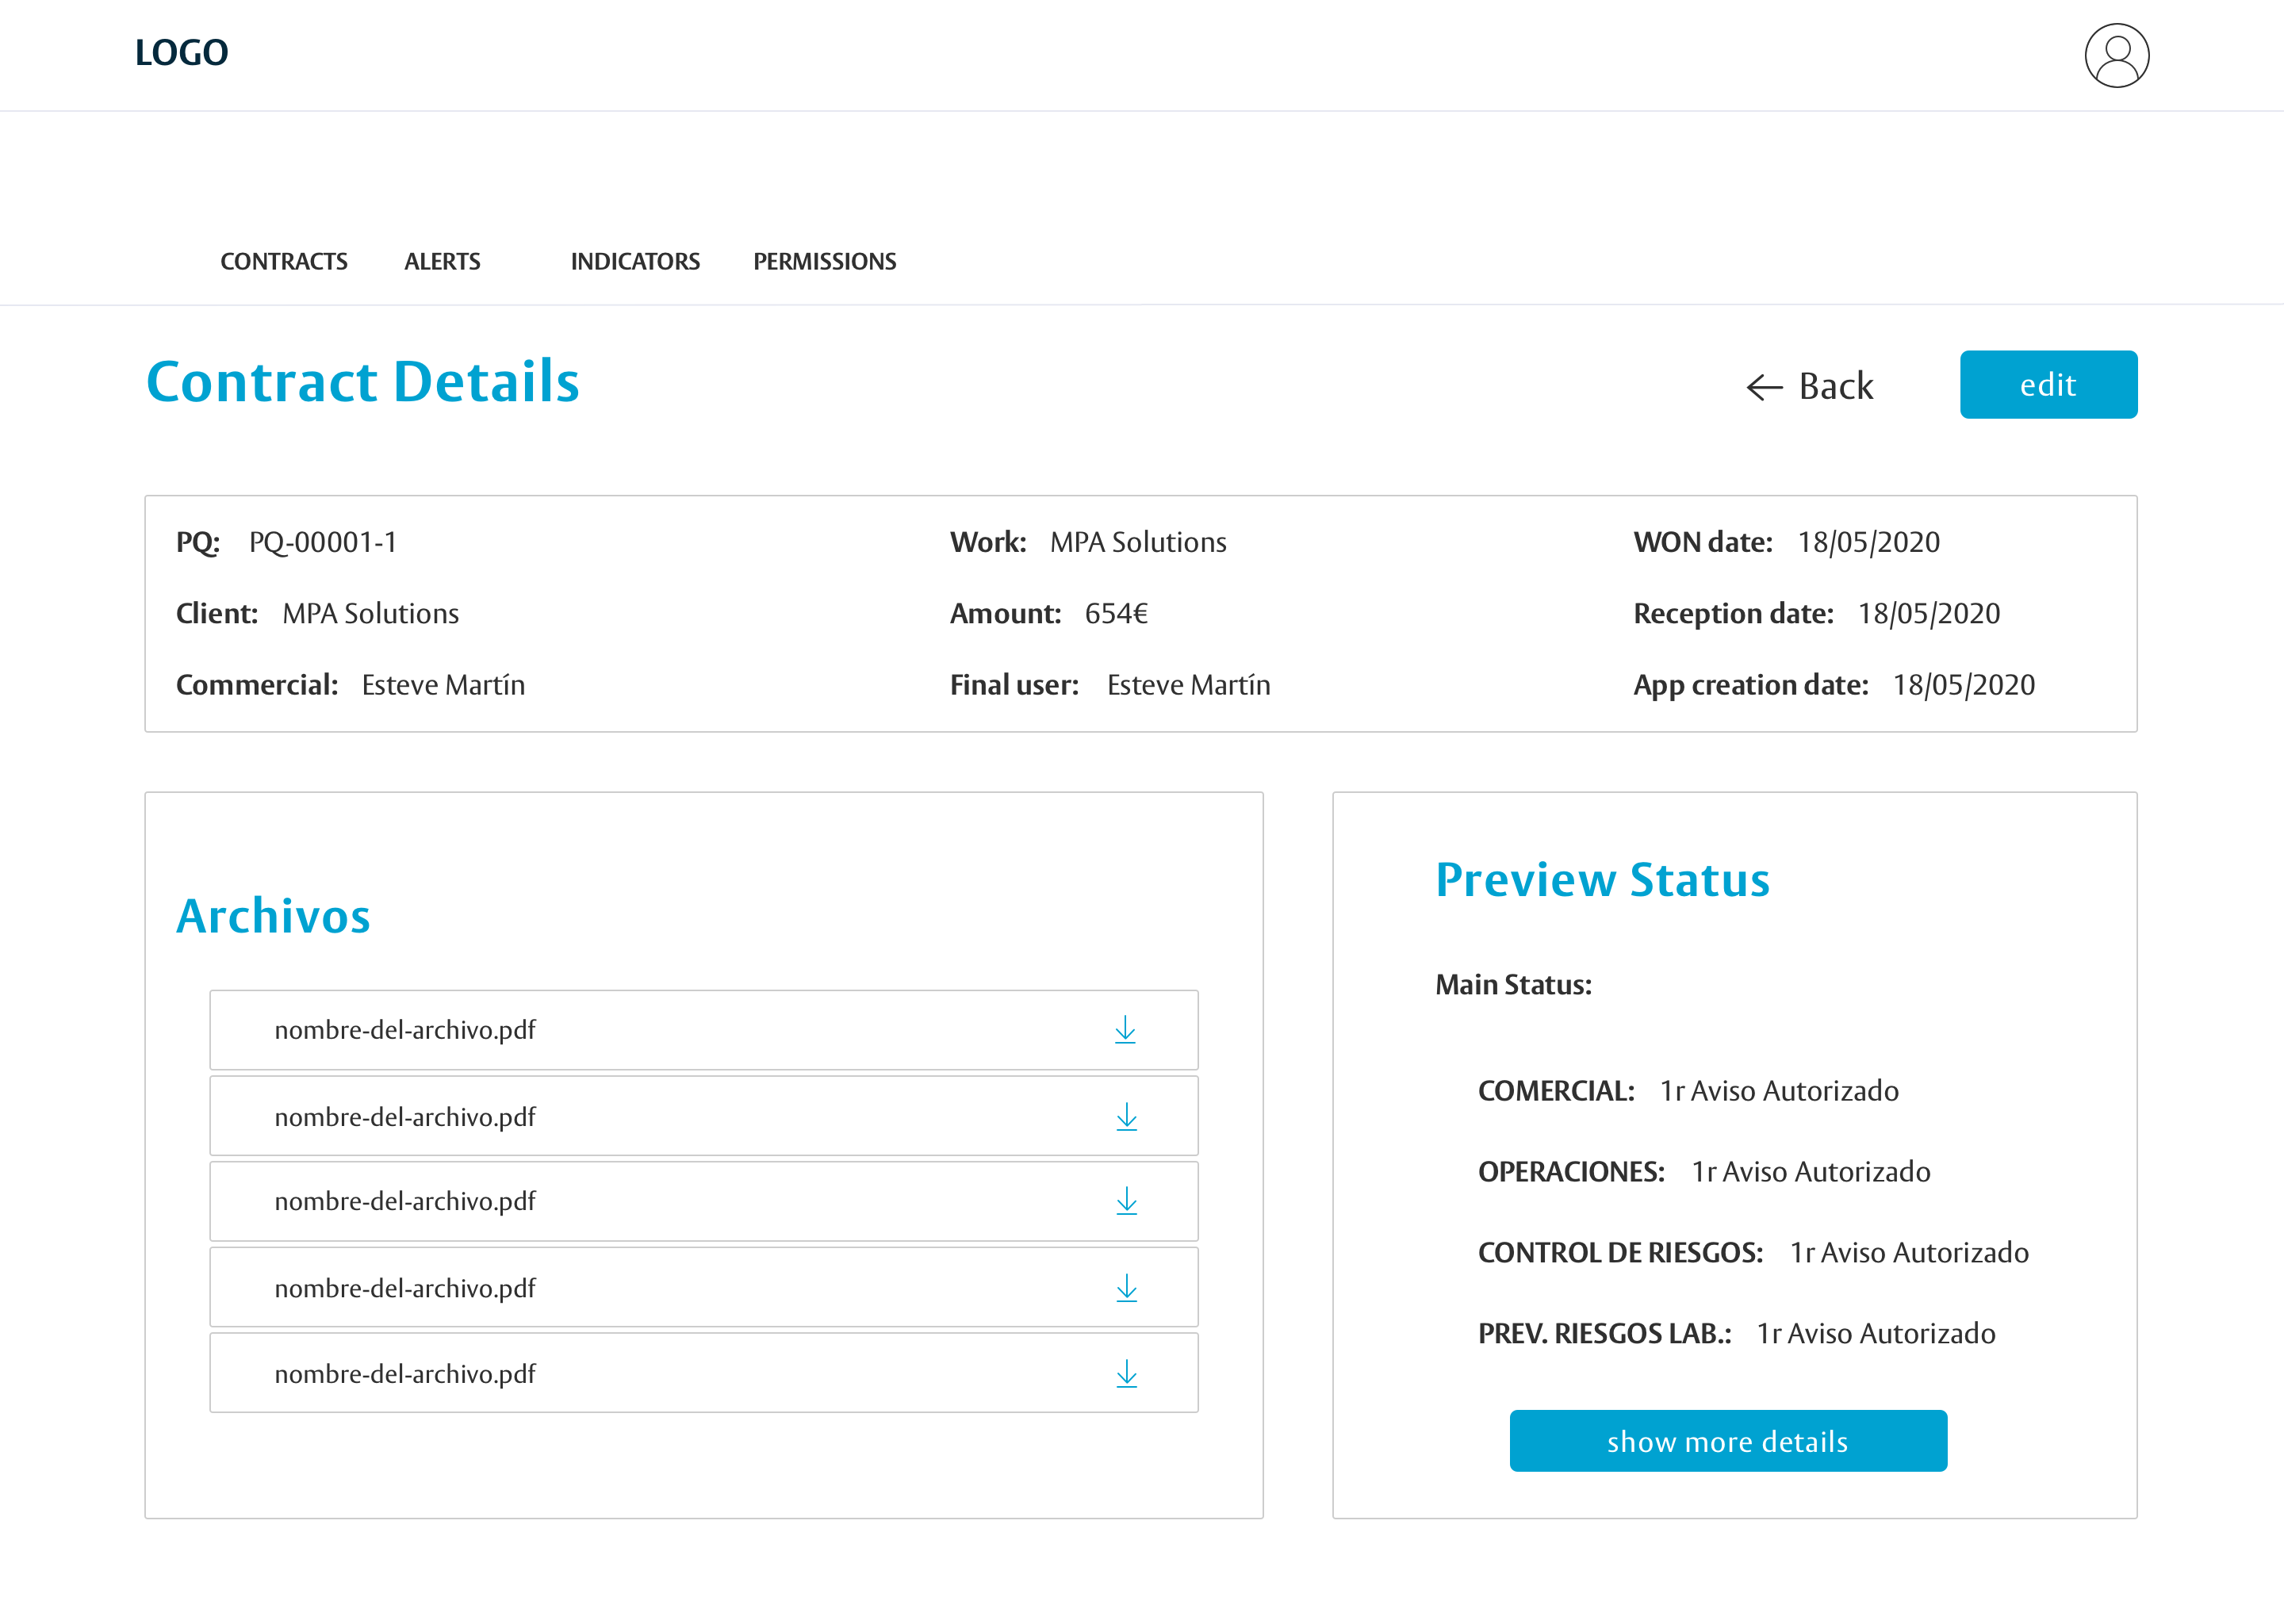 LOGO
CONTRACTS ALERTS INDICATORS PERMISSIONS
Contract Details
Back
edit
PQ: PQ-00001-1
Work: MPA Solutions
WON date: 18/05/2020
Client: MPA Solutions
Amount: 654€
Reception date: 18/05/2020
Commercial: Esteve Martín
Final user: Esteve Martín
App creation date: 18/05/2020
Archivos
nombre-del-archivo.pdf
nombre-del-archivo.pdf
nombre-del-archivo.pdf
nombre-del-archivo.pdf
nombre-del-archivo.pdf
Preview Status
Main Status:
COMERCIAL: 1r Aviso Autorizado
OPERACIONES: 1r Aviso Autorizado
CONTROL DE RIESGOS: 1r Aviso Autorizado
PREV. RIESGOS LAB.: 1r Aviso Autorizado
show more details